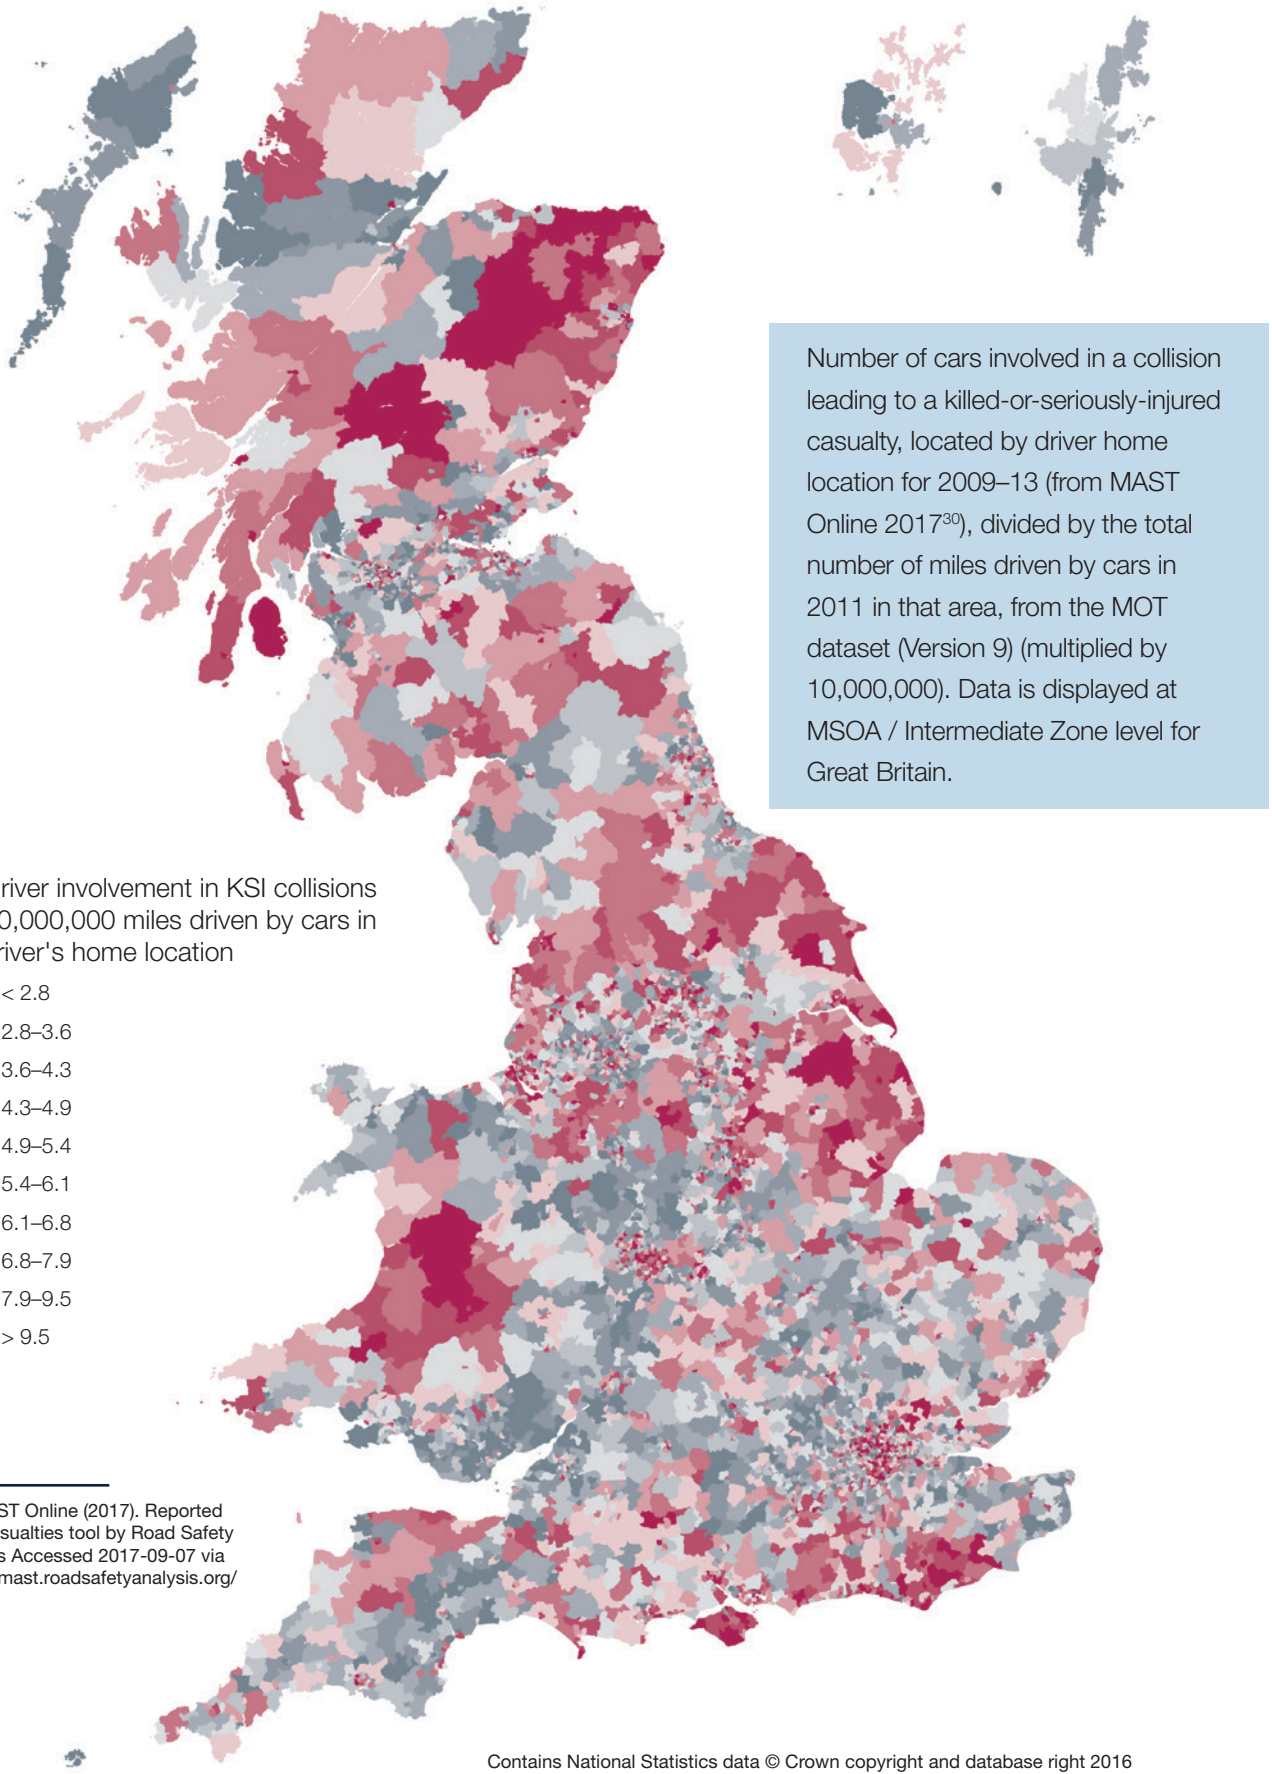 Number of cars involved in a collision
leading to a killed-or-seriously-injured
casualty, located by driver home
location for 2009–13 (from MAST
Online 2017³⁰), divided by the total
number of miles driven by cars in
2011 in that area, from the MOT
dataset (Version 9) (multiplied by
10,000,000). Data is displayed at
MSOA / Intermediate Zone level for
Great Britain.
river involvement in KSI collisions
0,000,000 miles driven by cars in
river's home location
< 2.8
2.8–3.6
3.6–4.3
4.3–4.9
4.9–5.4
5.4–6.1
6.1–6.8
6.8–7.9
7.9–9.5
> 9.5
ST Online (2017). Reported
sualties tool by Road Safety
s Accessed 2017-09-07 via
mast.roadsafetyanalysis.org/
Contains National Statistics data © Crown copyright and database right 2016